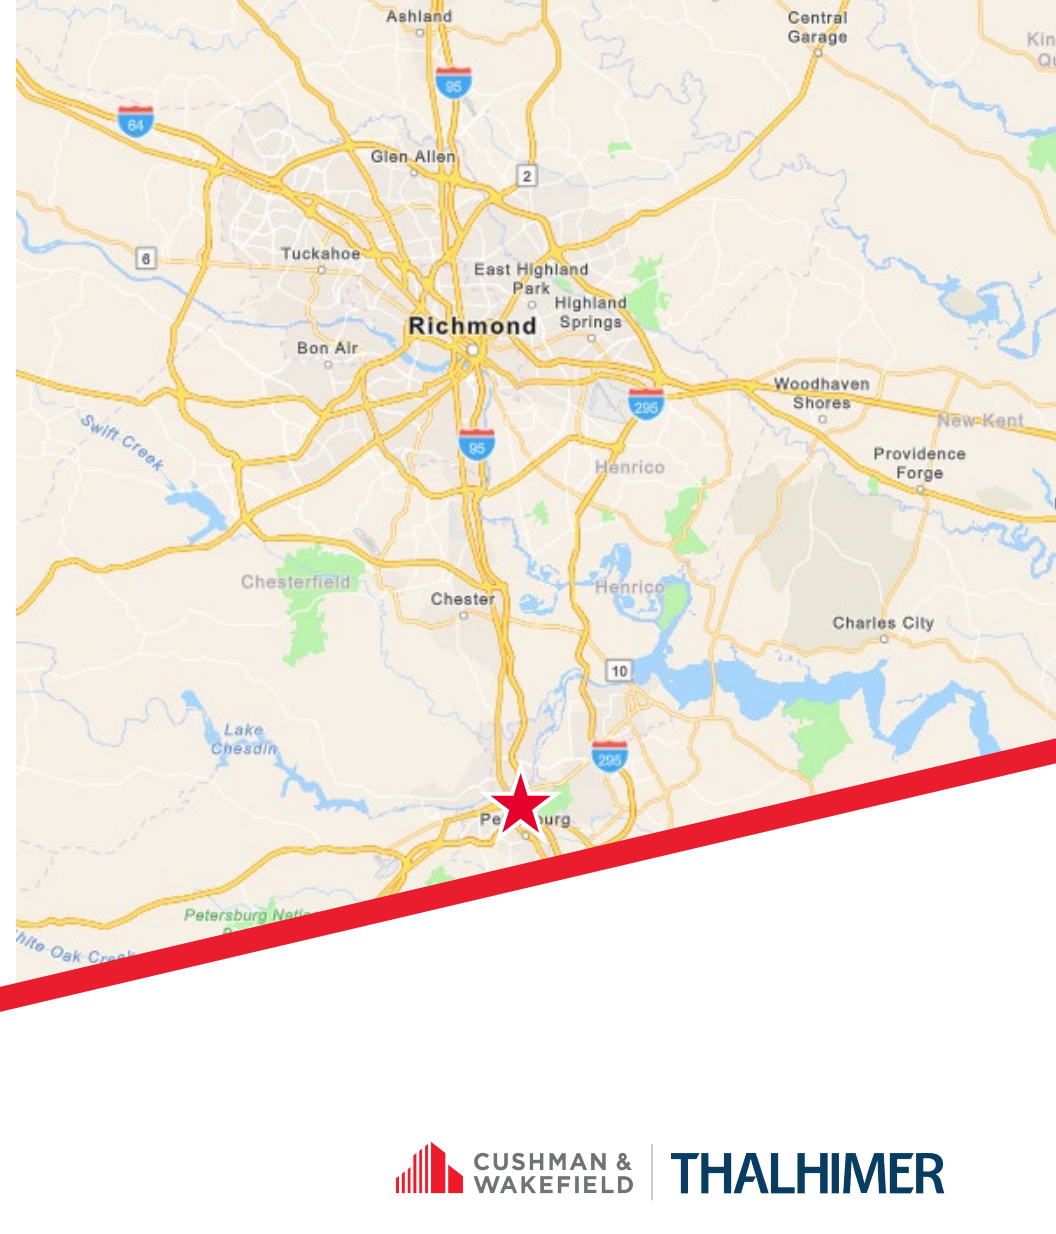 Ashland
Central
Garage
95
64
Glen Allen
2
6
Tuckahoe
East Highland
Park
Highland
Springs
Richmond
Bon Air
295
Woodhaven
Shores
New Kent
Swift Creek
95
Henrico
Providence
Forge
Chesterfield
Henrico
Chester
Charles City
10
Lake
Chesdin
295
Petersburg
CUSHMAN &
WAKEFIELD
THALHIMER